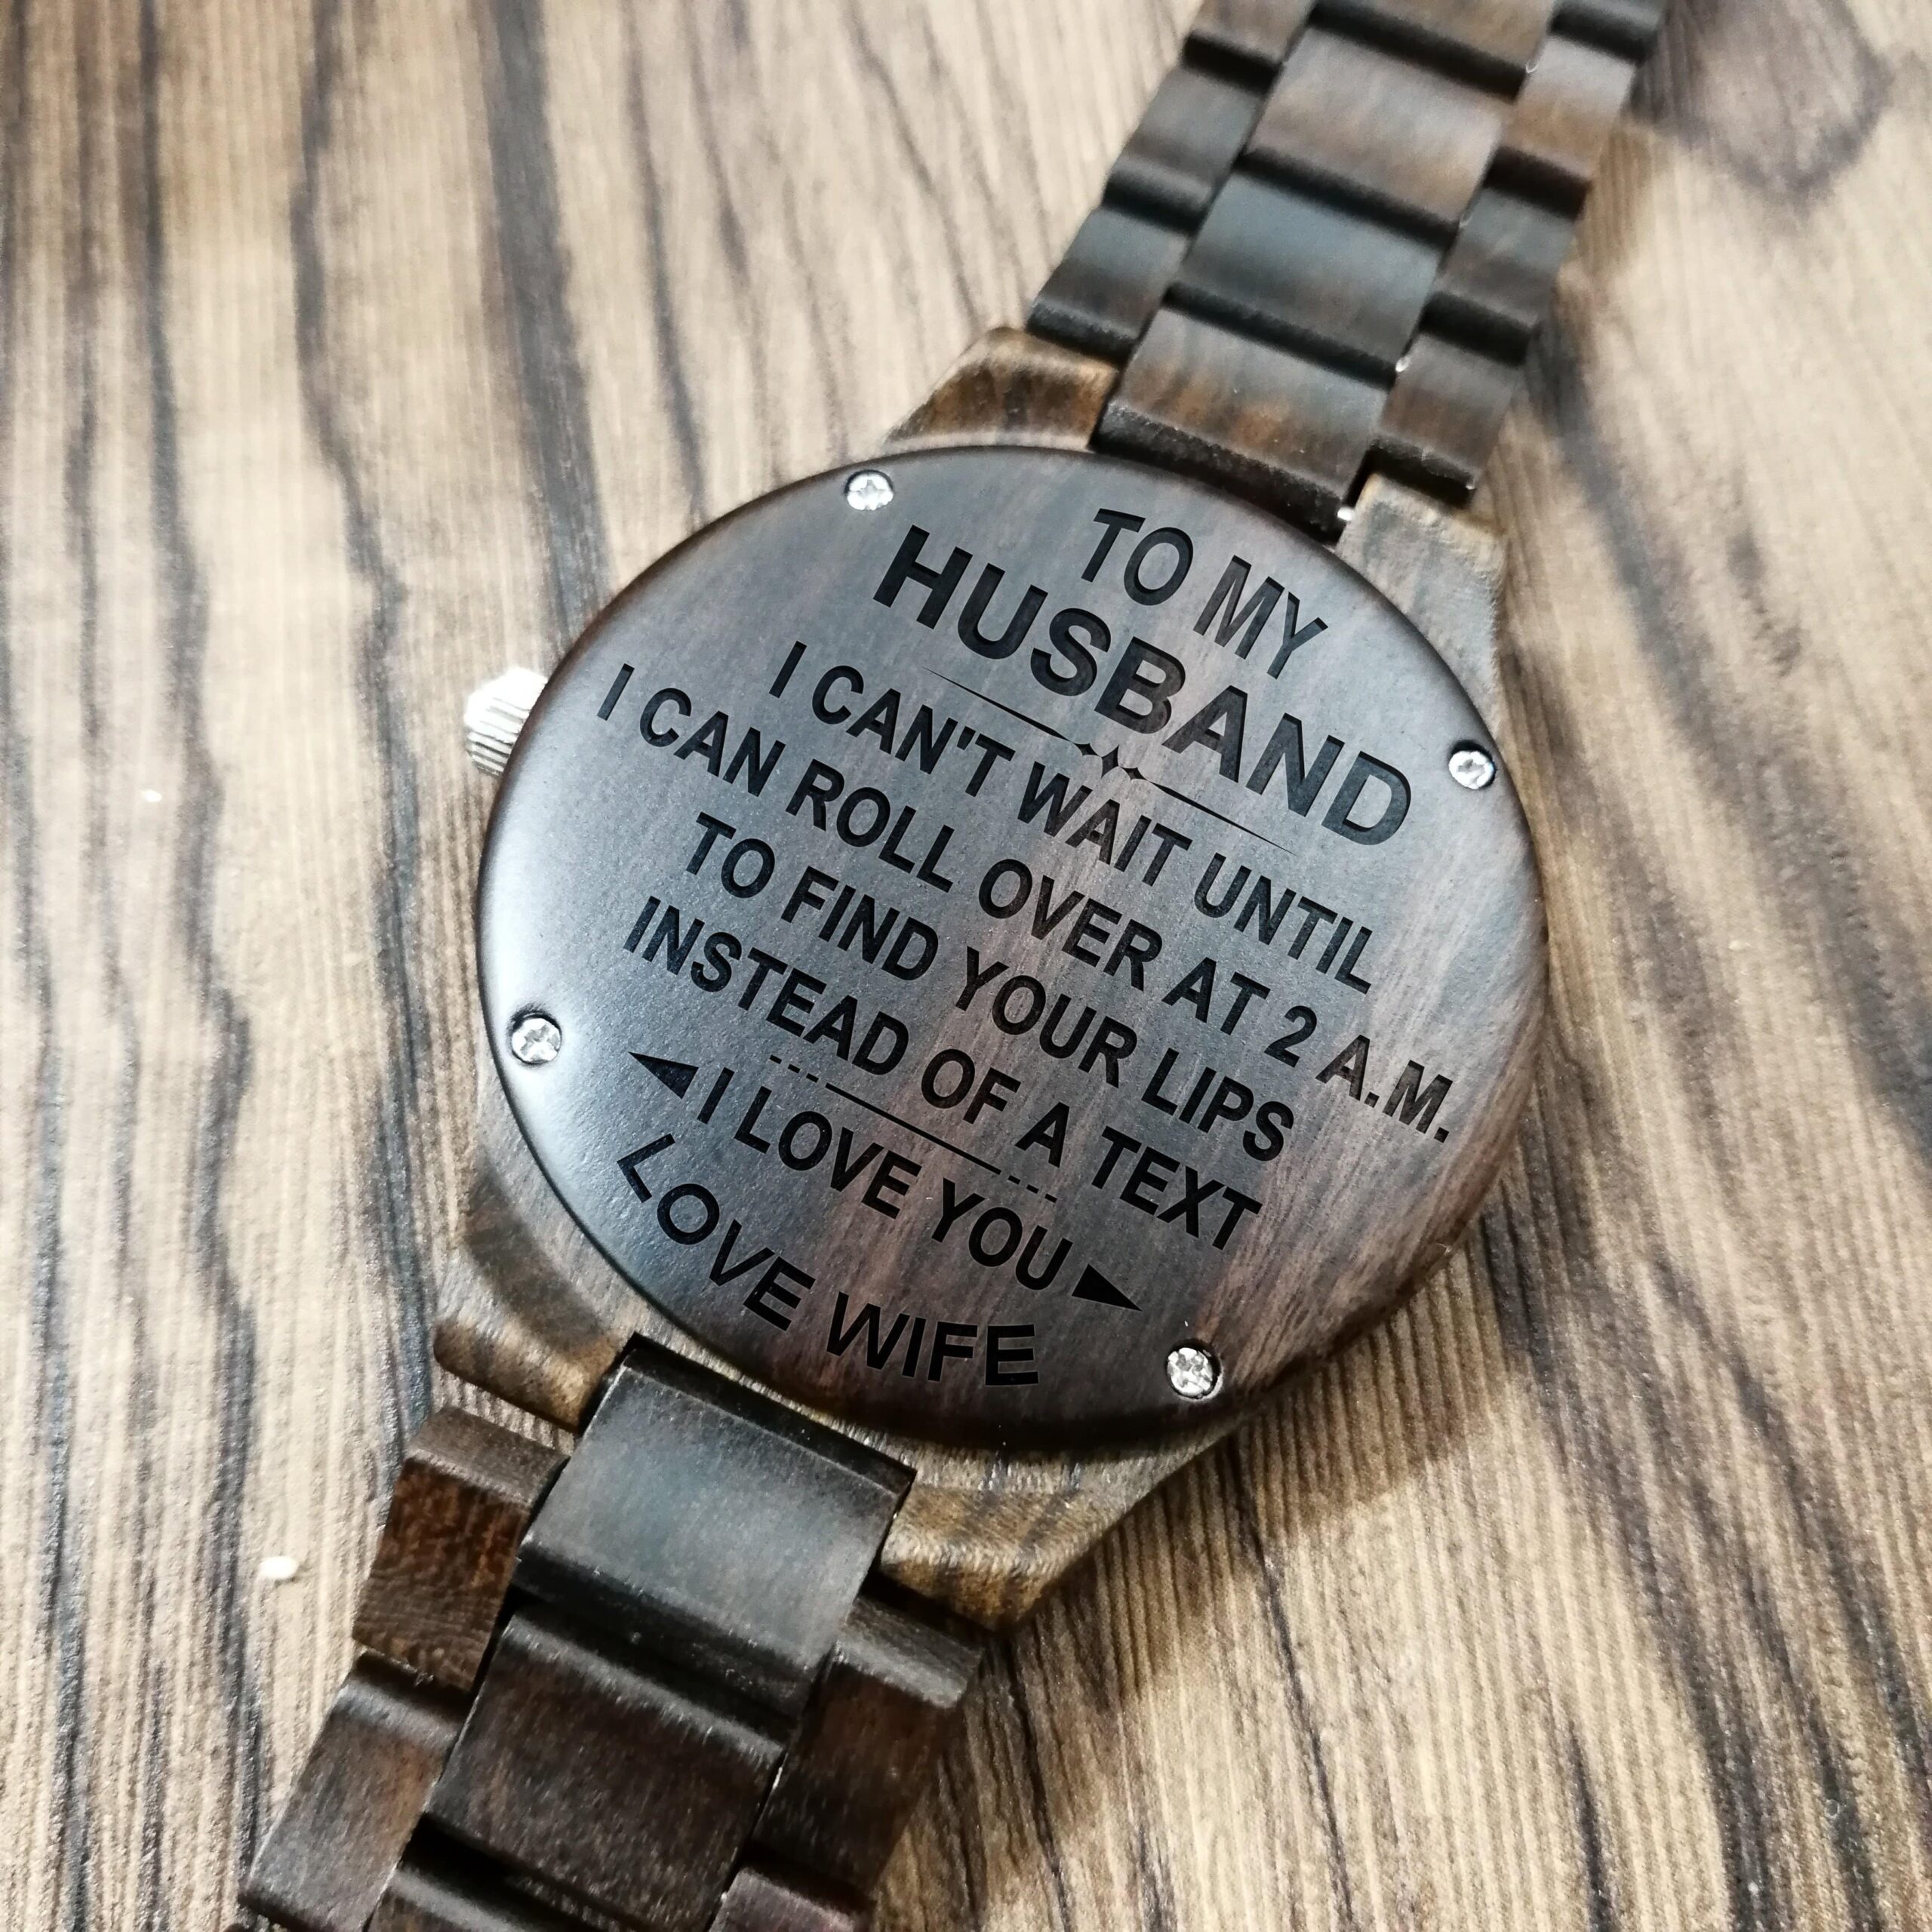 TO MY
HUSBAND
I CAN'T WAIT UNTIL
I CAN ROLL OVER AT 2 A.M.
TO FIND YOUR LIPS
INSTEAD OF A TEXT
I LOVE YOU
LOVE WIFE